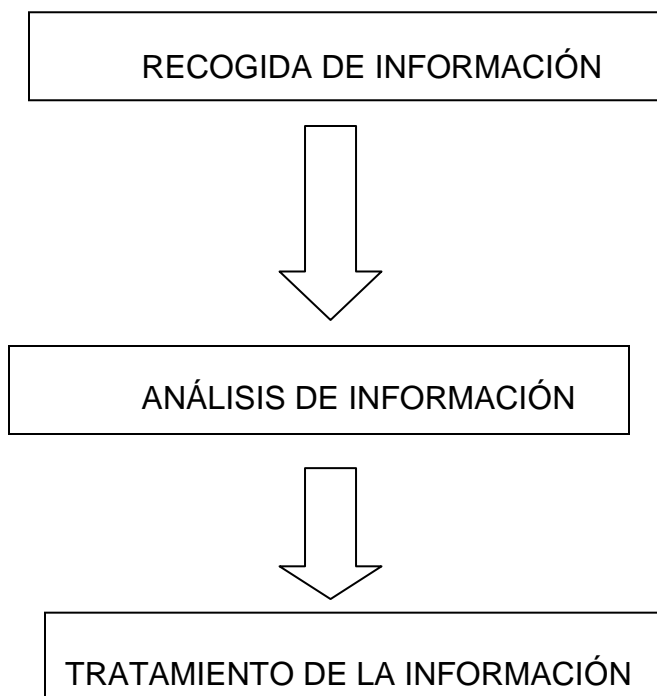 RECOGIDA DE INFORMACIÓN
ANÁLISIS DE INFORMACIÓN
TRATAMIENTO DE LA INFORMACIÓN